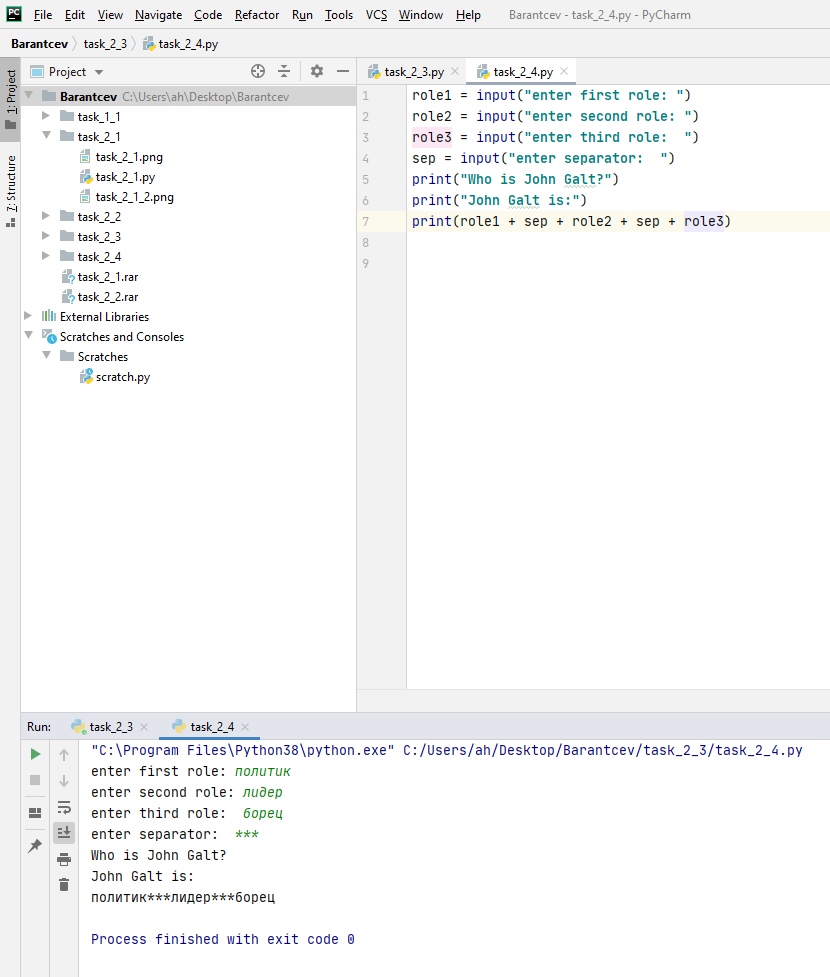 PC File Edit View Navigate Code Refactor Run Tools VCS Window Help Barantcev - task_2_4.py - PyCharm
Barantcev task_2_3 task_2_4.py
1: Project
7: Structure
Project
Barantcev C:\Users\ah\Desktop\Barantcev
task_1_1
task_2_1
task_2_1.png
task_2_1.py
task_2_1_2.png
task_2_2
task_2_3
task_2_4
task_2_1.rar
task_2_2.rar
External Libraries
Scratches and Consoles
Scratches
scratch.py
task_2_3.py task_2_4.py
1 role1 = input("enter first role: ")
2 role2 = input("enter second role: ")
3 role3 = input("enter third role:  ")
4 sep = input("enter separator:  ")
5 print("Who is John Galt?")
6 print("John Galt is:")
7 print(role1 + sep + role2 + sep + role3)
8
9
Run: task_2_3 task_2_4
"C:\Program Files\Python38\python.exe" C:/Users/ah/Desktop/Barantcev/task_2_3/task_2_4.py
enter first role: политик
enter second role: лидер
enter third role:  борец
enter separator:  ***
Who is John Galt?
John Galt is:
политик***лидер***борец
Process finished with exit code 0